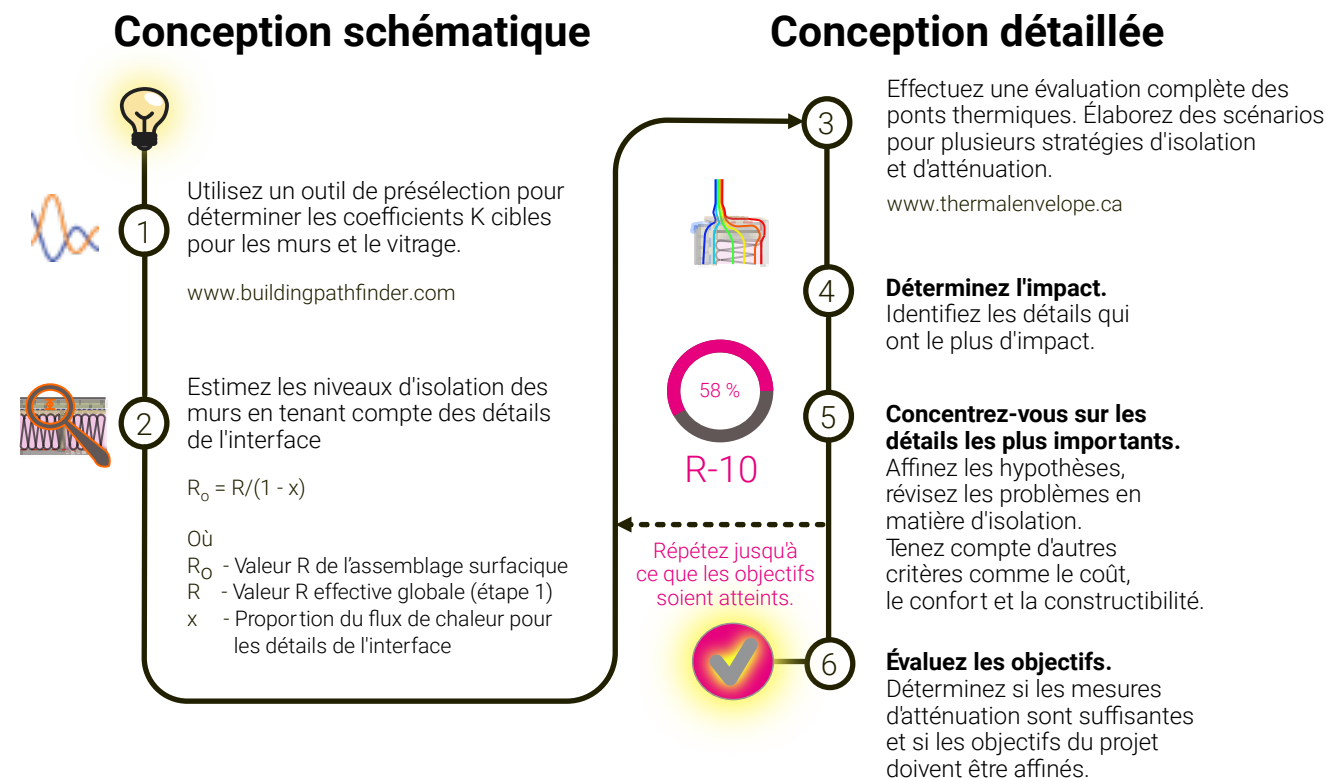 Conception schématique
1
Utilisez un outil de présélection pour
déterminer les coefficients K cibles
pour les murs et le vitrage.
www.buildingpathfinder.com
2
Estimez les niveaux d'isolation des
murs en tenant compte des détails
de l'interface
Ro = R/(1 - x)
Où
RO - Valeur R de l'assemblage surfacique
R - Valeur R effective globale (étape 1)
x - Proportion du flux de chaleur pour
les détails de l'interface
Conception détaillée
3
Effectuez une évaluation complète des
ponts thermiques. Élaborez des scénarios
pour plusieurs stratégies d'isolation
et d'atténuation.
www.thermalenvelope.ca
4
Déterminez l'impact.
Identifiez les détails qui
ont le plus d'impact.
58 %
R-10
5
Concentrez-vous sur les
détails les plus importants.
Affinez les hypothèses,
révisez les problèmes en
matière d'isolation.
Tenez compte d'autres
critères comme le coût,
le confort et la constructibilité.
Répétez jusqu'à
ce que les objectifs
soient atteints.
6
Évaluez les objectifs.
Déterminez si les mesures
d'atténuation sont suffisantes
et si les objectifs du projet
doivent être affinés.